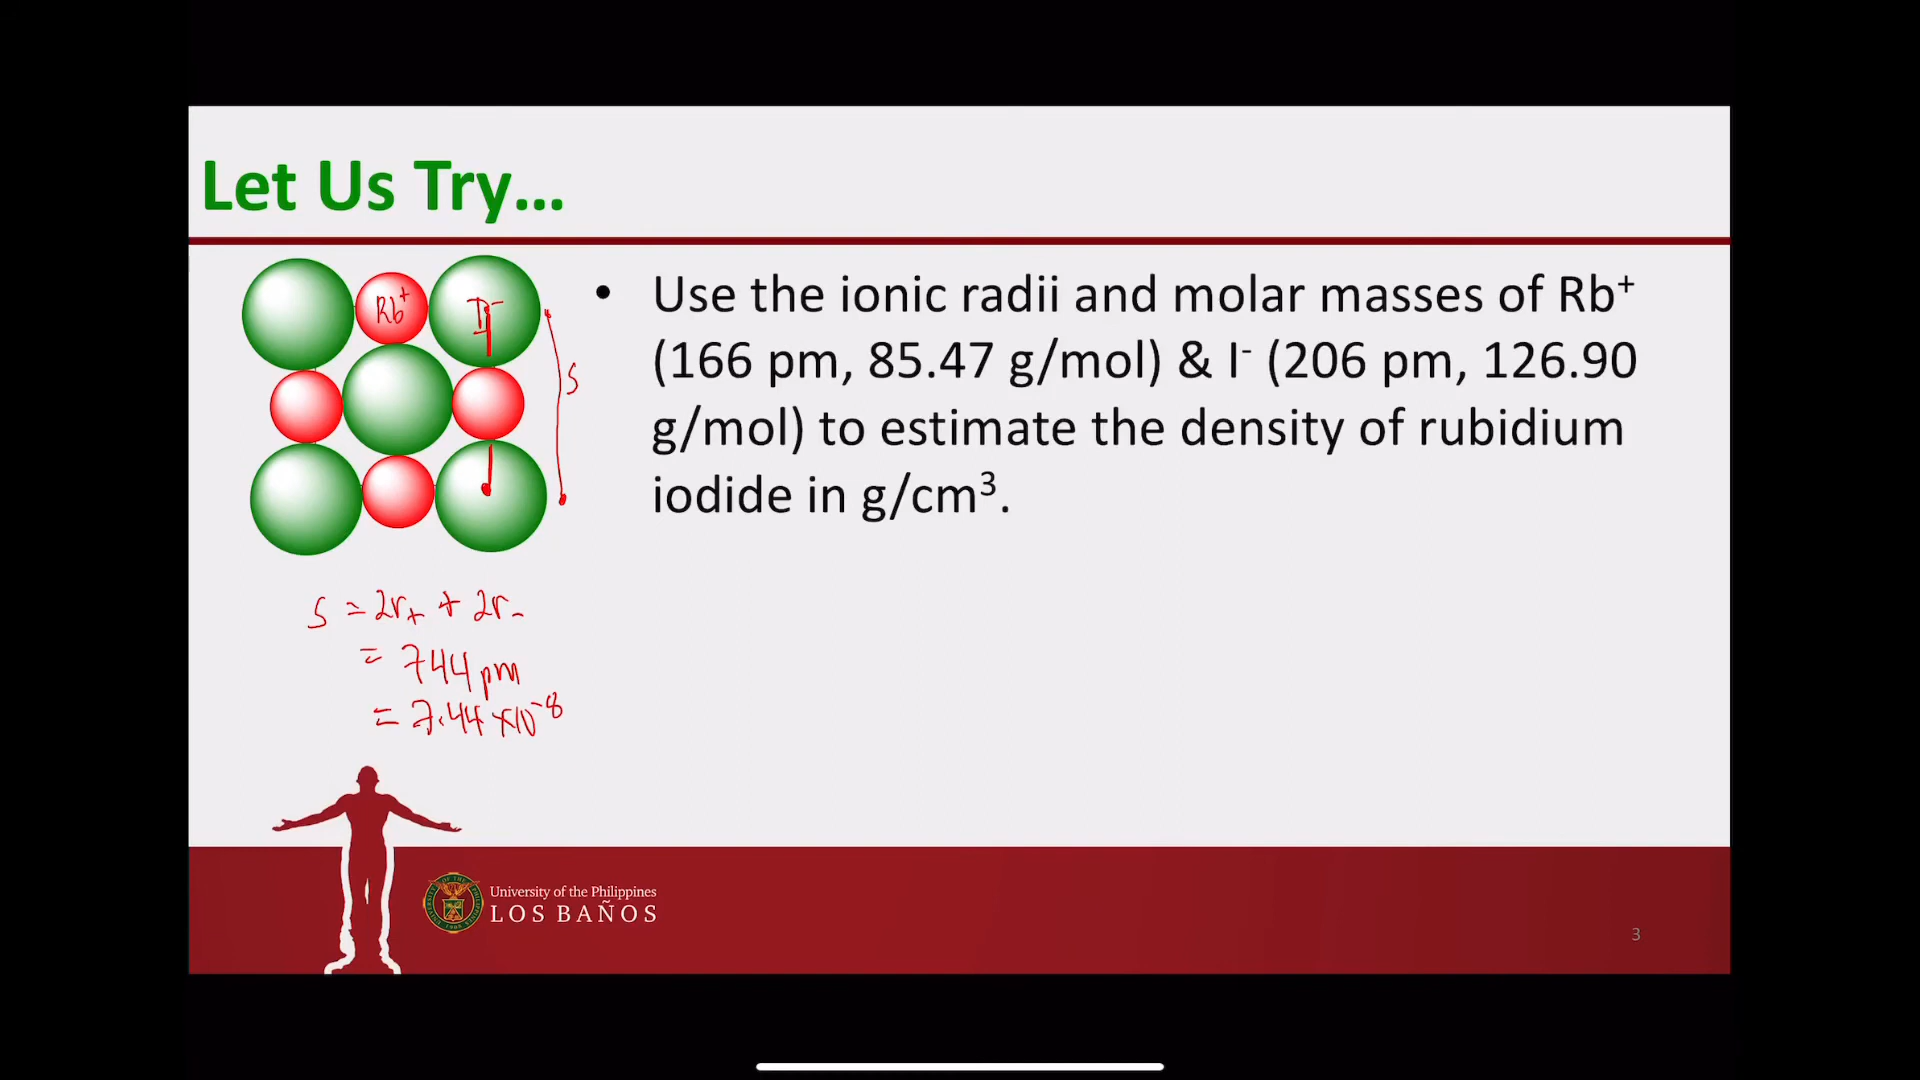 Let Us Try...
Rb⁺
I⁻
S
• Use the ionic radii and molar masses of Rb⁺
(166 pm, 85.47 g/mol) & I⁻ (206 pm, 126.90
g/mol) to estimate the density of rubidium
iodide in g/cm³.
S = 2r₊ + 2r₋
= 744 pm
= 7.44 ×10⁻⁸
University of the Philippines
LOS BAÑOS
3